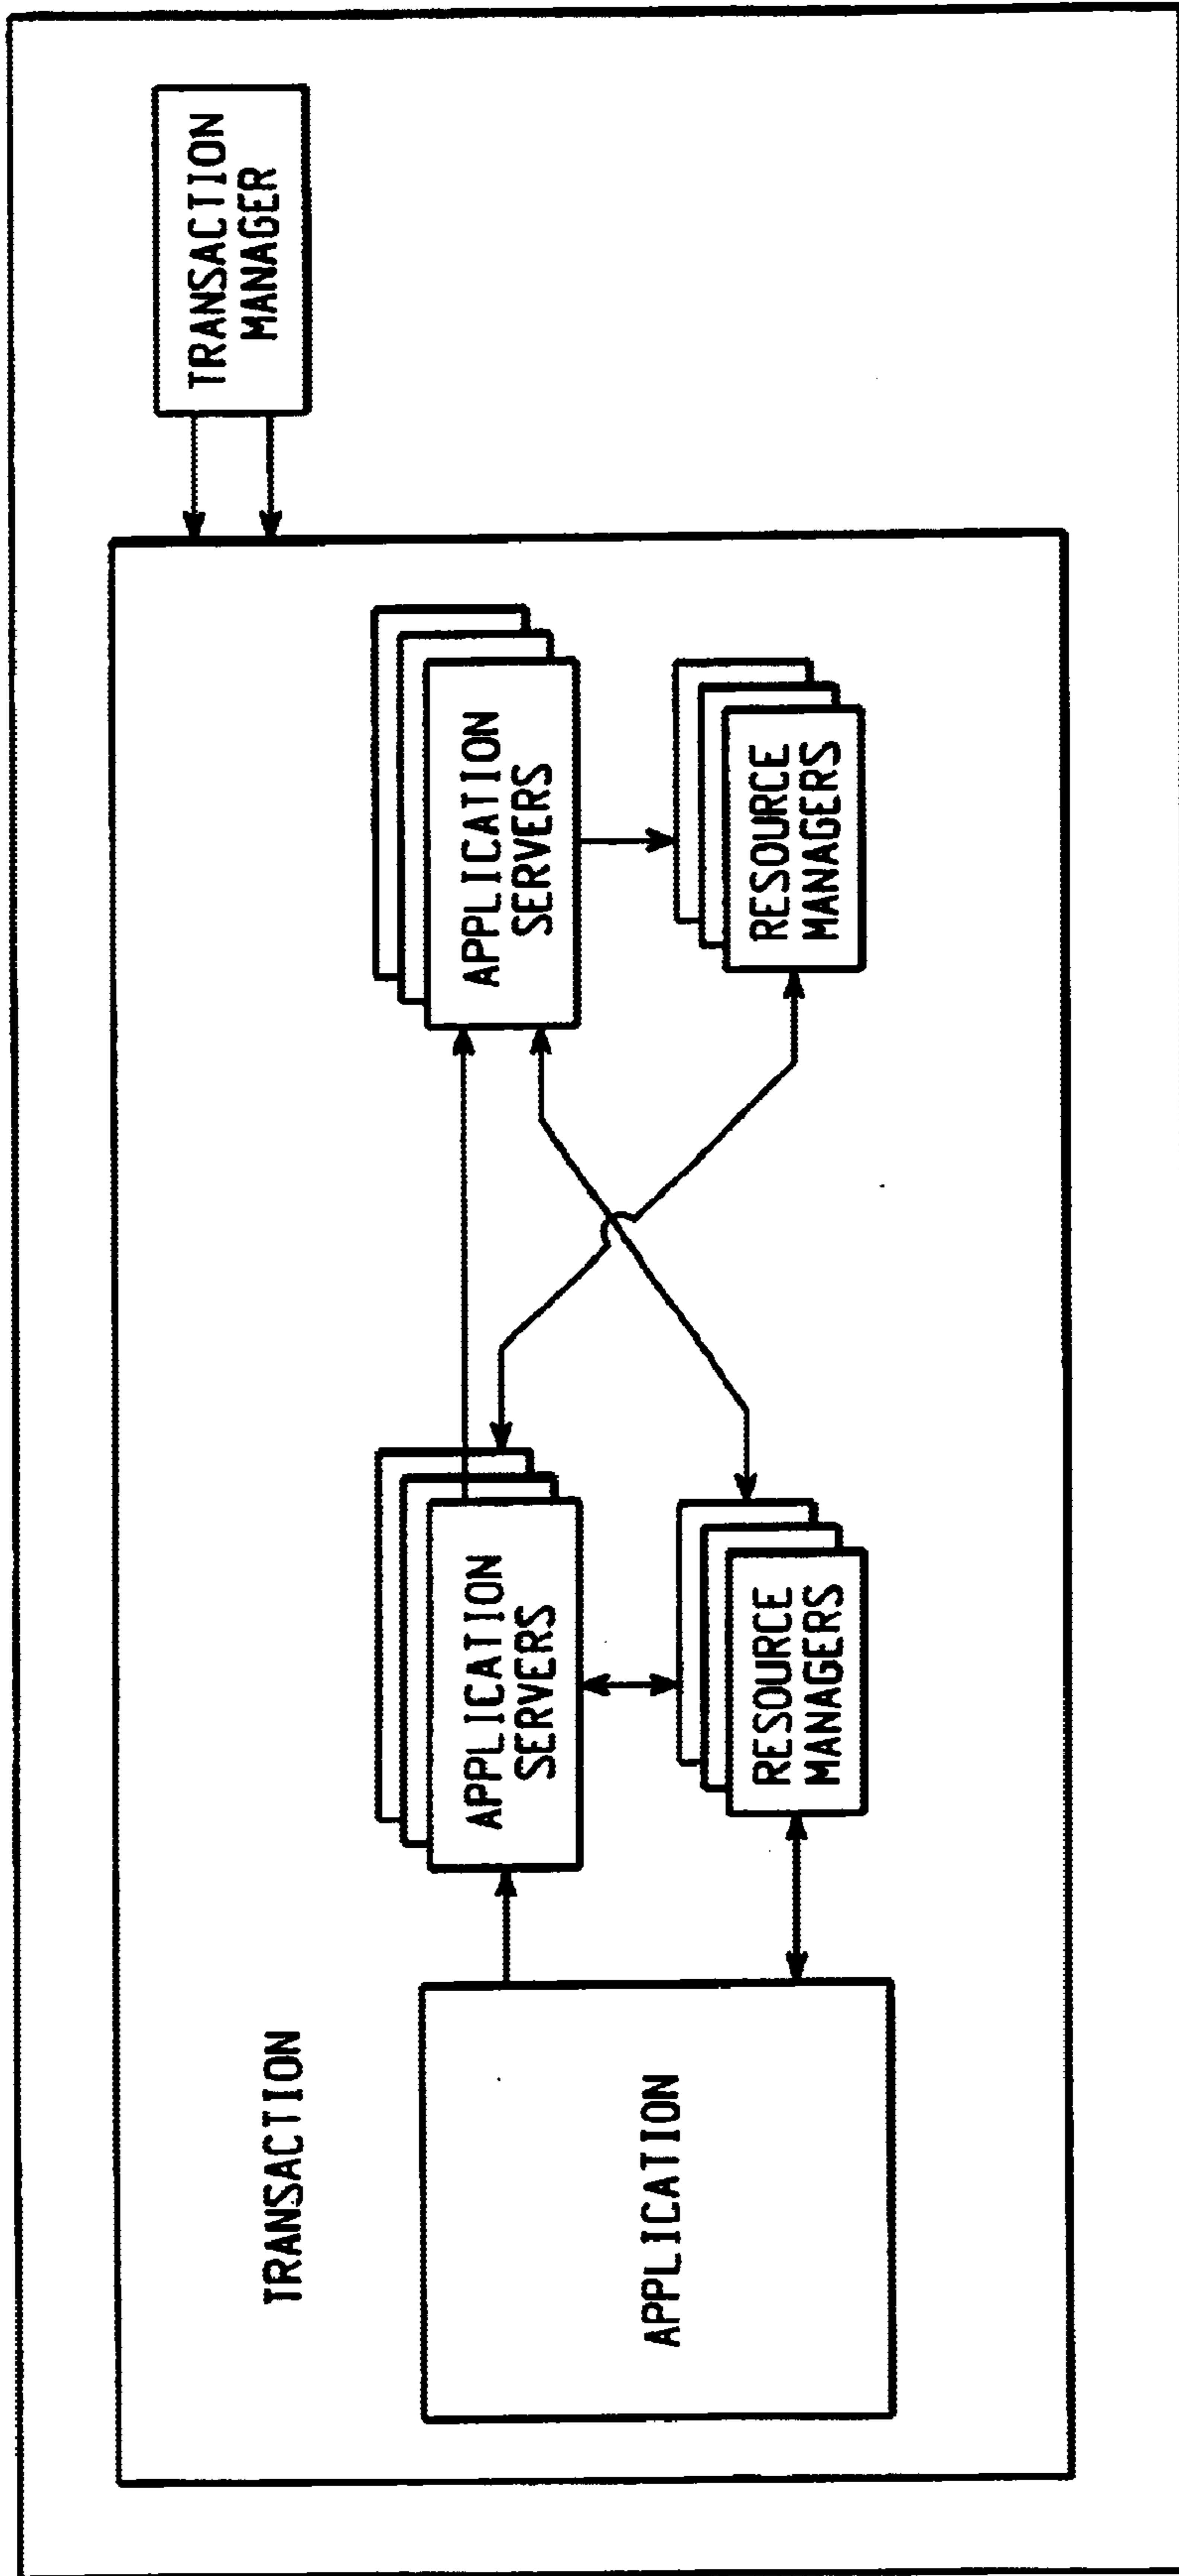 TRANSACTION
MANAGER
TRANSACTION
APPLICATION
APPLICATION
SERVERS
RESOURCE
MANAGERS
APPLICATION
SERVERS
RESOURCE
MANAGERS